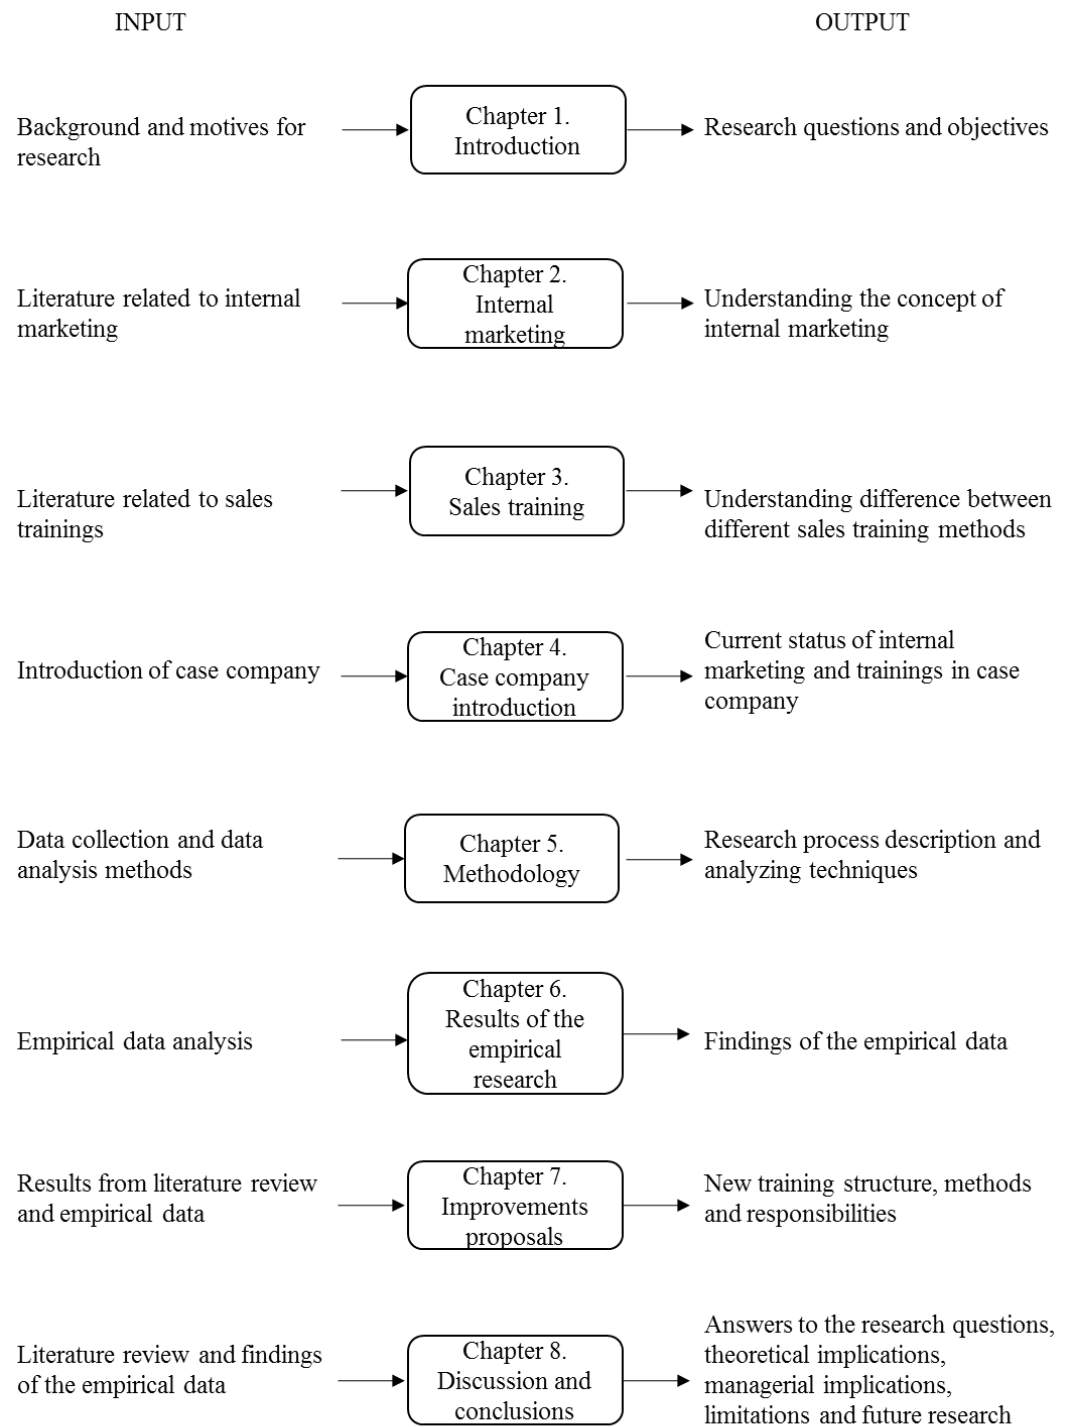 INPUT
OUTPUT
Background and motives for
research
Chapter 1.
Introduction
Research questions and objectives
Literature related to internal
marketing
Chapter 2.
Internal
marketing
Understanding the concept of
internal marketing
Literature related to sales
trainings
Chapter 3.
Sales training
Understanding difference between
different sales training methods
Introduction of case company
Chapter 4.
Case company
introduction
Current status of internal
marketing and trainings in case
company
Data collection and data
analysis methods
Chapter 5.
Methodology
Research process description and
analyzing techniques
Empirical data analysis
Chapter 6.
Results of the
empirical
research
Findings of the empirical data
Results from literature review
and empirical data
Chapter 7.
Improvements
proposals
New training structure, methods
and responsibilities
Literature review and findings
of the empirical data
Chapter 8.
Discussion and
conclusions
Answers to the research questions,
theoretical implications,
managerial implications,
limitations and future research